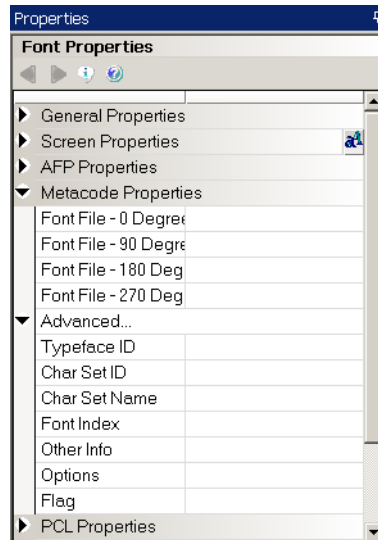 Properties
Font Properties
General Properties
Screen Properties
AFP Properties
Metacode Properties
Font File - 0 Degree
Font File - 90 Degre
Font File - 180 Deg
Font File - 270 Deg
Advanced...
Typeface ID
Char Set ID
Char Set Name
Font Index
Other Info
Options
Flag
PCL Properties